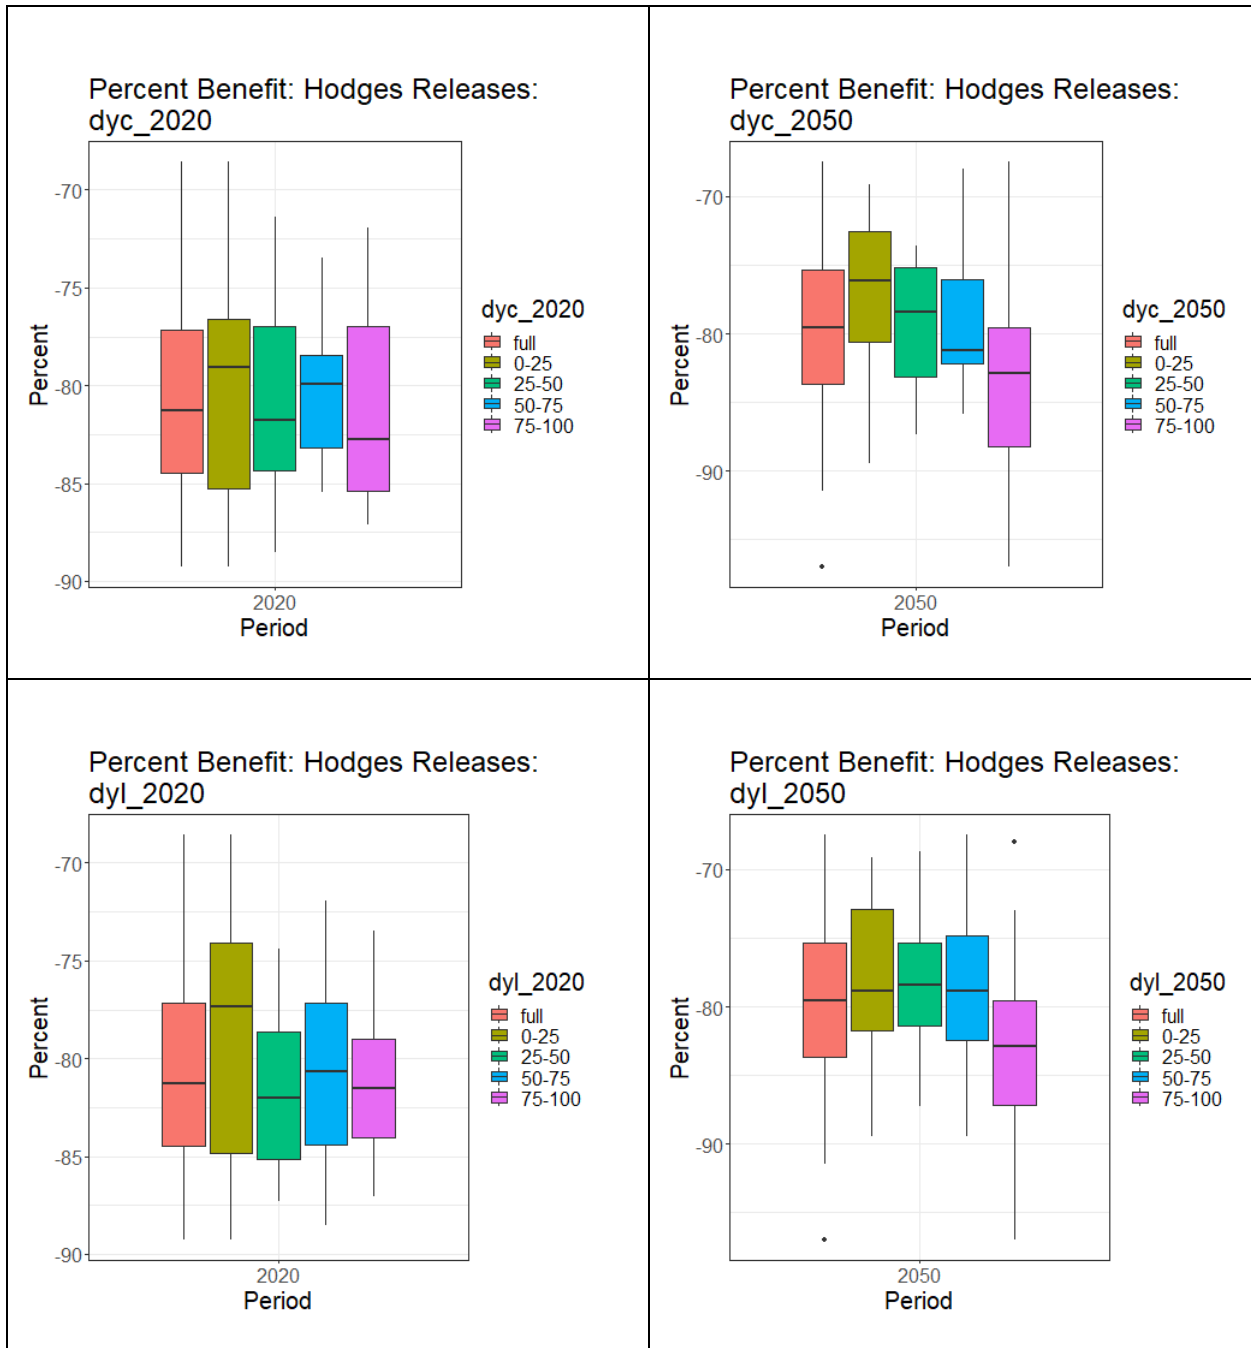 Percent Benefit: Hodges Releases:
dyc_2020
-70
-75
-80
-85
-90
Percent
2020
Period
dyc_2020
full
0-25
25-50
50-75
75-100
Percent Benefit: Hodges Releases:
dyc_2050
-70
-80
-90
Percent
2050
Period
dyc_2050
full
0-25
25-50
50-75
75-100
Percent Benefit: Hodges Releases:
dyl_2020
-70
-75
-80
-85
-90
Percent
2020
Period
dyl_2020
full
0-25
25-50
50-75
75-100
Percent Benefit: Hodges Releases:
dyl_2050
-70
-80
-90
Percent
2050
Period
dyl_2050
full
0-25
25-50
50-75
75-100